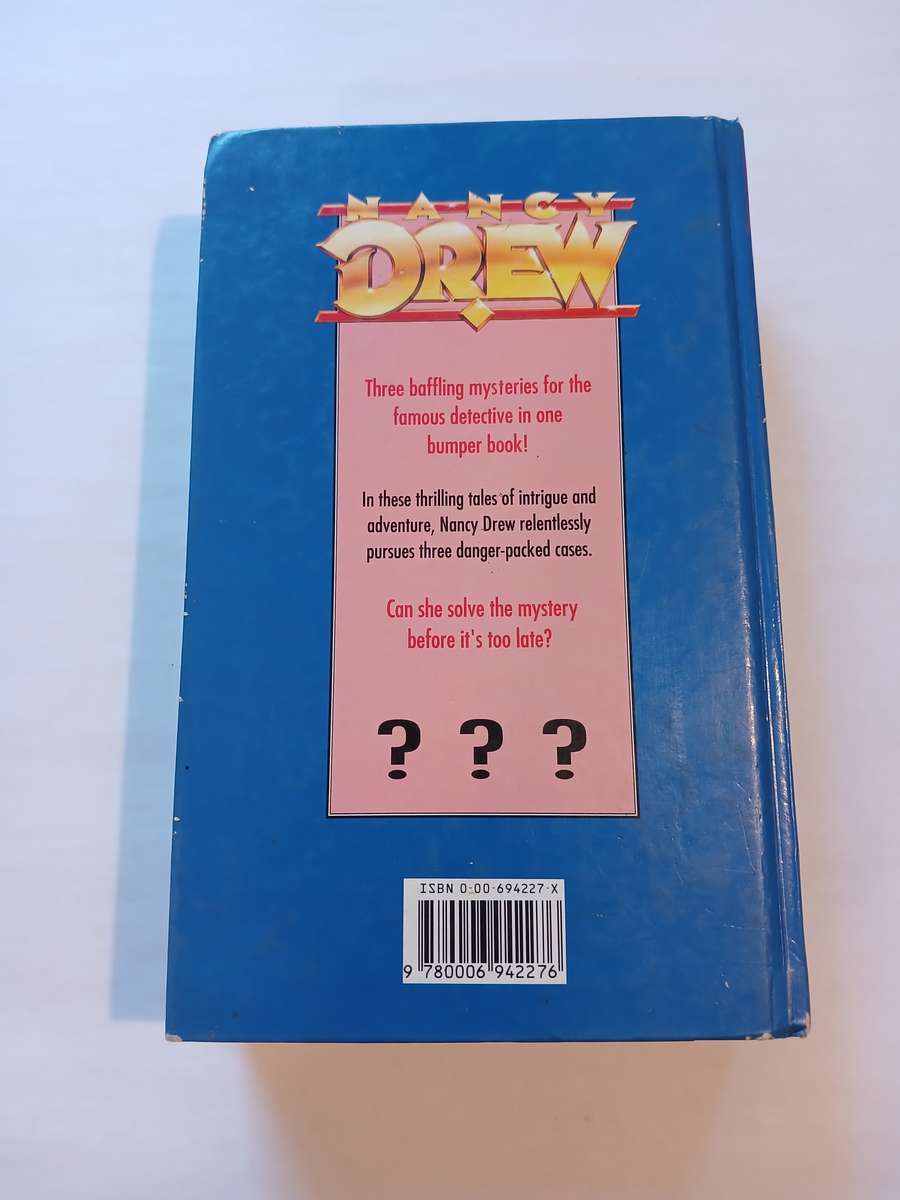 NANCY
DREW
Three baffling mysteries for the
famous detective in one
bumper book!
In these thrilling tales of intrigue and
adventure, Nancy Drew relentlessly
pursues three danger-packed cases.
Can she solve the mystery
before it's too late?
? ? ?
ISBN 0-00-694227-X
9 780006 942276